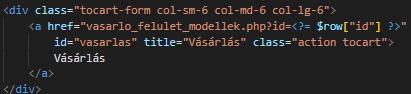 <div class="tocart-form col-sm-6 col-md-6 col-lg-6">
<a href="vasarlo_felulet_modellek.php?id=<?= $row["id"] ?>"
id="vasarlas" title="Vásárlás" class="action tocart">
Vásárlás
</a>
</div>